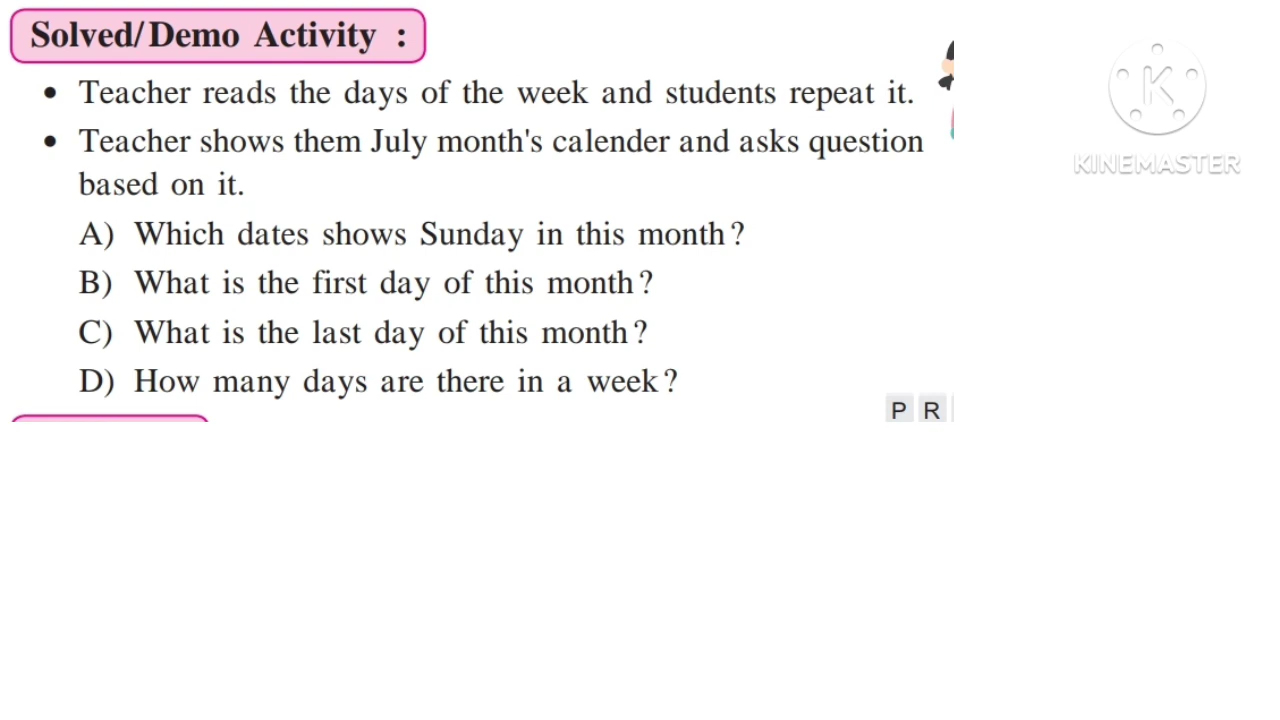 Solved/Demo Activity :
• Teacher reads the days of the week and students repeat it.
• Teacher shows them July month's calender and asks question
based on it.
A) Which dates shows Sunday in this month?
B) What is the first day of this month?
C) What is the last day of this month?
D) How many days are there in a week?
P R
K
KINEMASTER